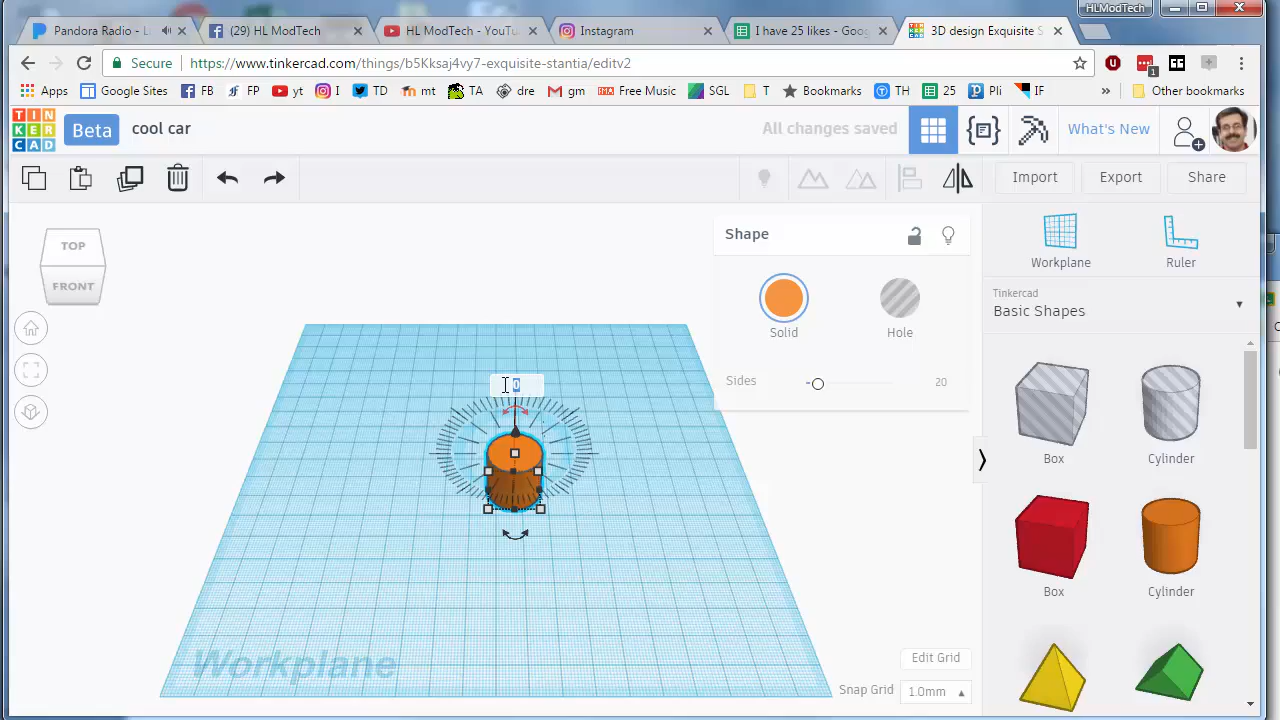 HLModTech
Pandora Radio - L
(29) HL ModTech
HL ModTech - YouTu
Instagram
I have 25 likes - Goog
3D design Exquisite S
Secure
https://www.tinkercad.com/things/b5Kksaj4vy7-exquisite-stantia/editv2
1
Apps
Google Sites
FB
FP
yt
I
TD
mt
TA
dre
gm
Free Music
SGL
T
Bookmarks
TH
25
Pli
IF
»
Other bookmarks
TIN
KER
CAD
Beta
cool car
All changes saved
What's New
Import
Export
Share
TOP
FRONT
Shape
Solid
Hole
Sides
20
0
Workplane
Ruler
Tinkercad
Basic Shapes
Box
Cylinder
Box
Cylinder
Workplane
Edit Grid
Snap Grid
1.0mm